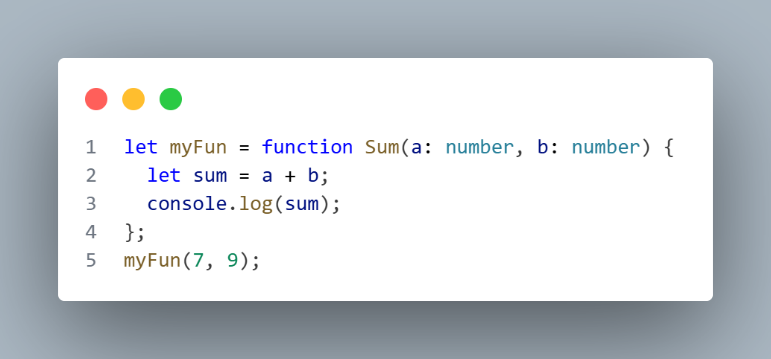 1 let myFun = function Sum(a: number, b: number) {
2   let sum = a + b;
3   console.log(sum);
4 };
5 myFun(7, 9);